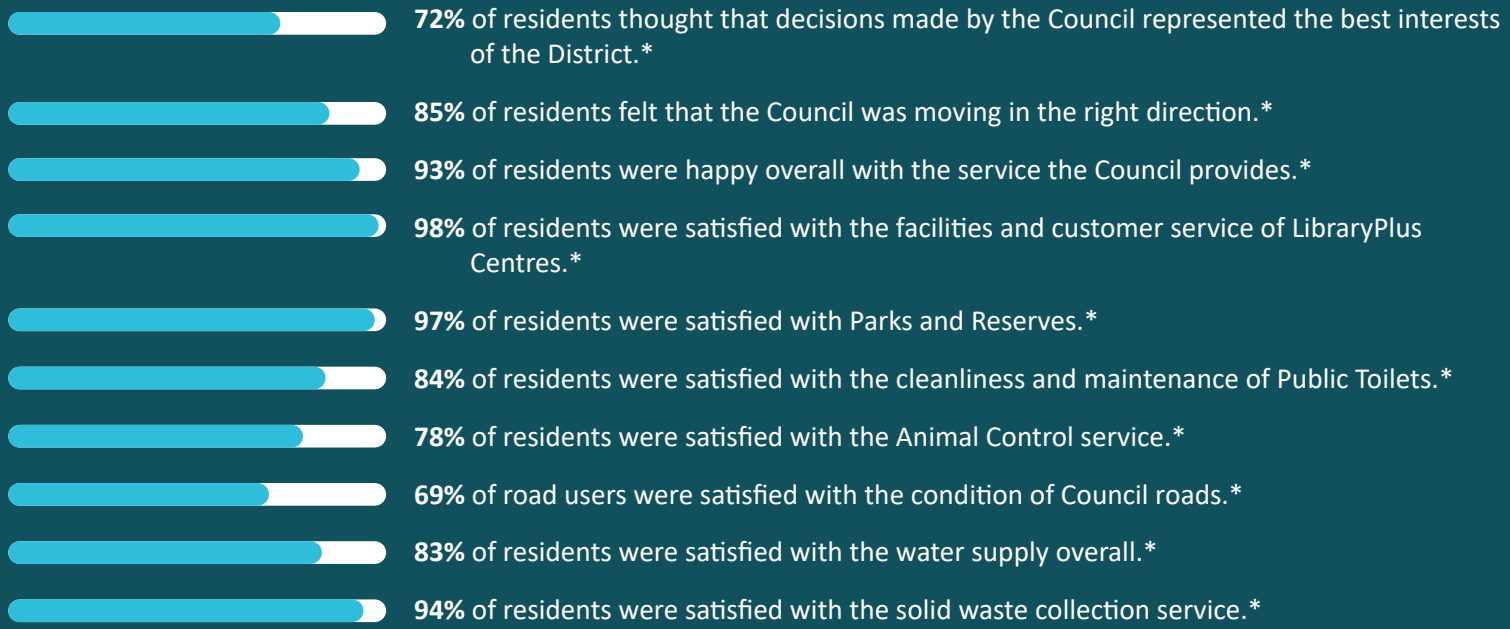 72% of residents thought that decisions made by the Council represented the best interests
of the District.*
85% of residents felt that the Council was moving in the right direction.*
93% of residents were happy overall with the service the Council provides.*
98% of residents were satisfied with the facilities and customer service of LibraryPlus
Centres.*
97% of residents were satisfied with Parks and Reserves.*
84% of residents were satisfied with the cleanliness and maintenance of Public Toilets.*
78% of residents were satisfied with the Animal Control service.*
69% of road users were satisfied with the condition of Council roads.*
83% of residents were satisfied with the water supply overall.*
94% of residents were satisfied with the solid waste collection service.*